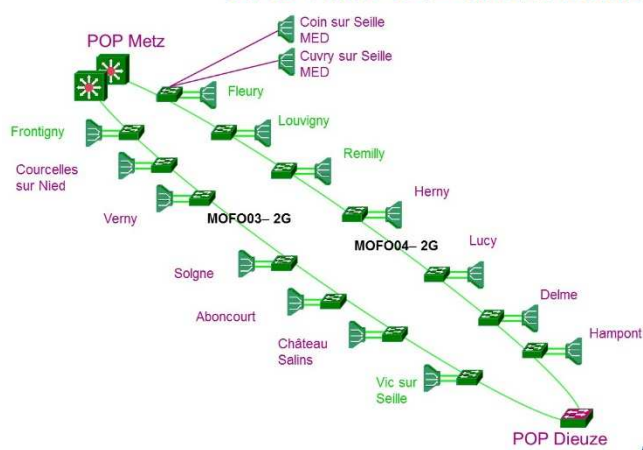 Coin sur Seille
MED
POP Metz
Cuvry sur Seille
MED
Fleury
Louvigny
Frontigny
Remilly
Courcelles
sur Nied
Herny
Verny
MOFO03– 2G
MOFO04– 2G
Lucy
Solgne
Delme
Aboncourt
Hampont
Château
Salins
Vic sur
Seille
POP Dieuze